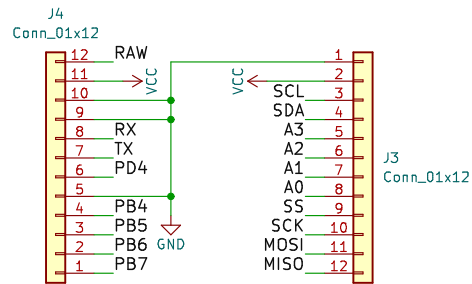 J4
Conn_01x12
12 RAW
11 VCC
10
9
8 RX
7 TX
6 PD4
5
4 PB4
3 PB5
2 PB6
1 PB7
GND
J3
Conn_01x12
1
VCC 2
SCL 3
SDA 4
A3 5
A2 6
A1 7
A0 8
SS 9
SCK 10
MOSI 11
MISO 12